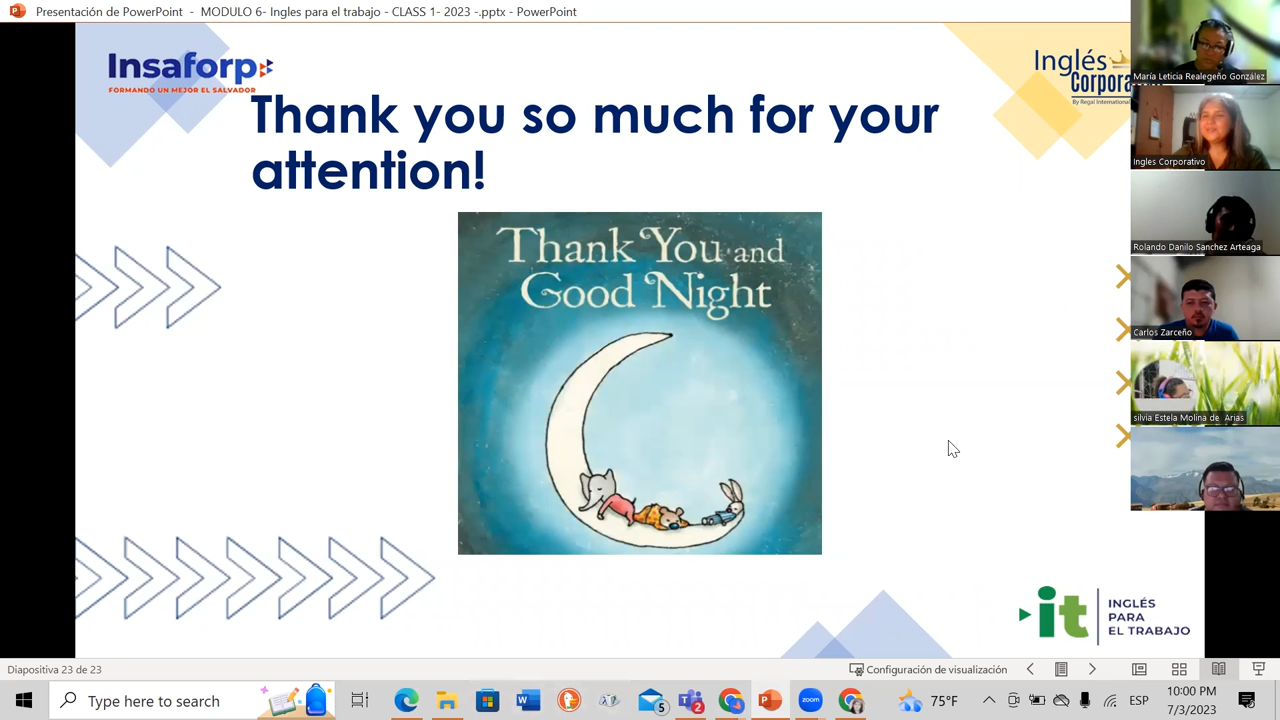 Presentación de PowerPoint - MODULO 6- Ingles para el trabajo - CLASS 1- 2023 -.pptx - PowerPoint
Insaforp
FORMANDO UN MEJOR EL SALVADOR
Inglés
By Regal International
Thank you so much for your
attention!
Thank You and
Good Night
María Leticia Realegeño González
Ingles Corporativo
Rolando Danilo Sanchez Arteaga
Carlos Zarceño
silvia Estela Molina de Arias
it
INGLÉS
PARA
EL TRABAJO
Diapositiva 23 de 23
Configuración de visualización
Type here to search
5
2
75°F
ESP
10:00 PM
7/3/2023